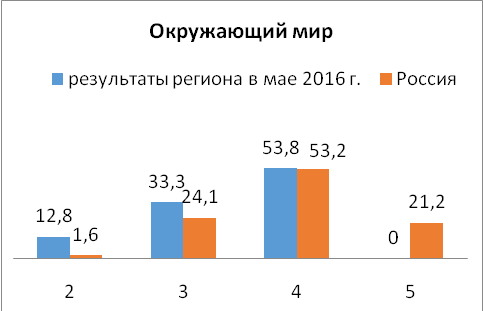 Окружающий мир
результаты региона в мае 2016 г. Россия
53,8 53,2
33,3
24,1
21,2
12,8
1,6
0
2 3 4 5